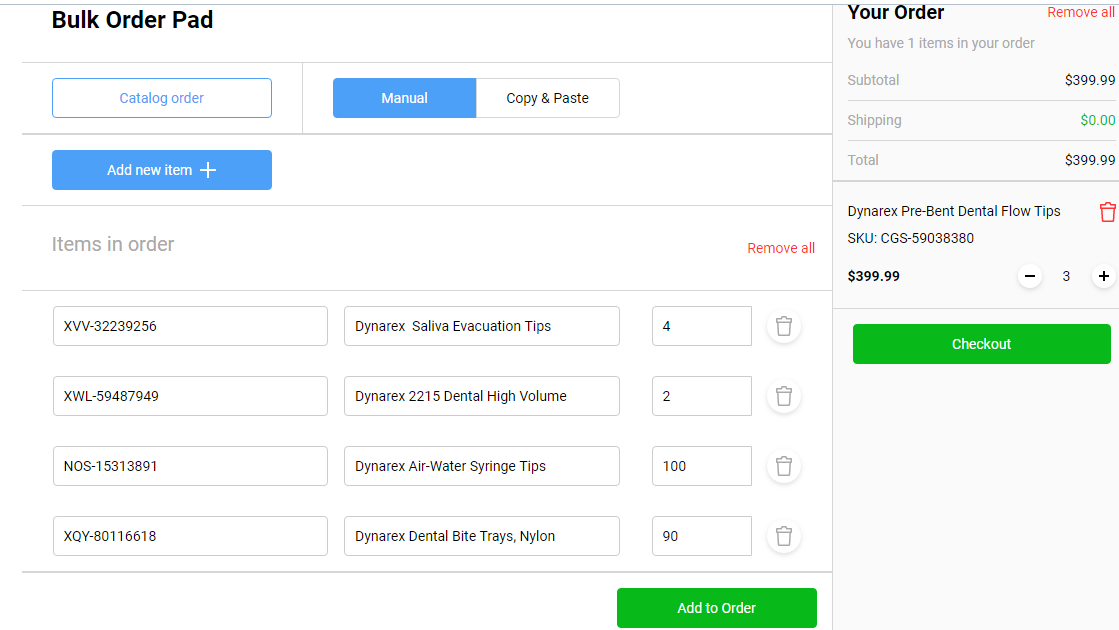 Bulk Order Pad
Catalog order
Manual
Copy & Paste
Add new item
Items in order
Remove all
XVV-32239256
Dynarex  Saliva Evacuation Tips
4
XWL-59487949
Dynarex 2215 Dental High Volume
2
NOS-15313891
Dynarex Air-Water Syringe Tips
100
XQY-80116618
Dynarex Dental Bite Trays, Nylon
90
Add to Order
Your Order
Remove all
You have 1 items in your order
Subtotal
$399.99
Shipping
$0.00
Total
$399.99
Dynarex Pre-Bent Dental Flow Tips
SKU: CGS-59038380
$399.99
3
Checkout